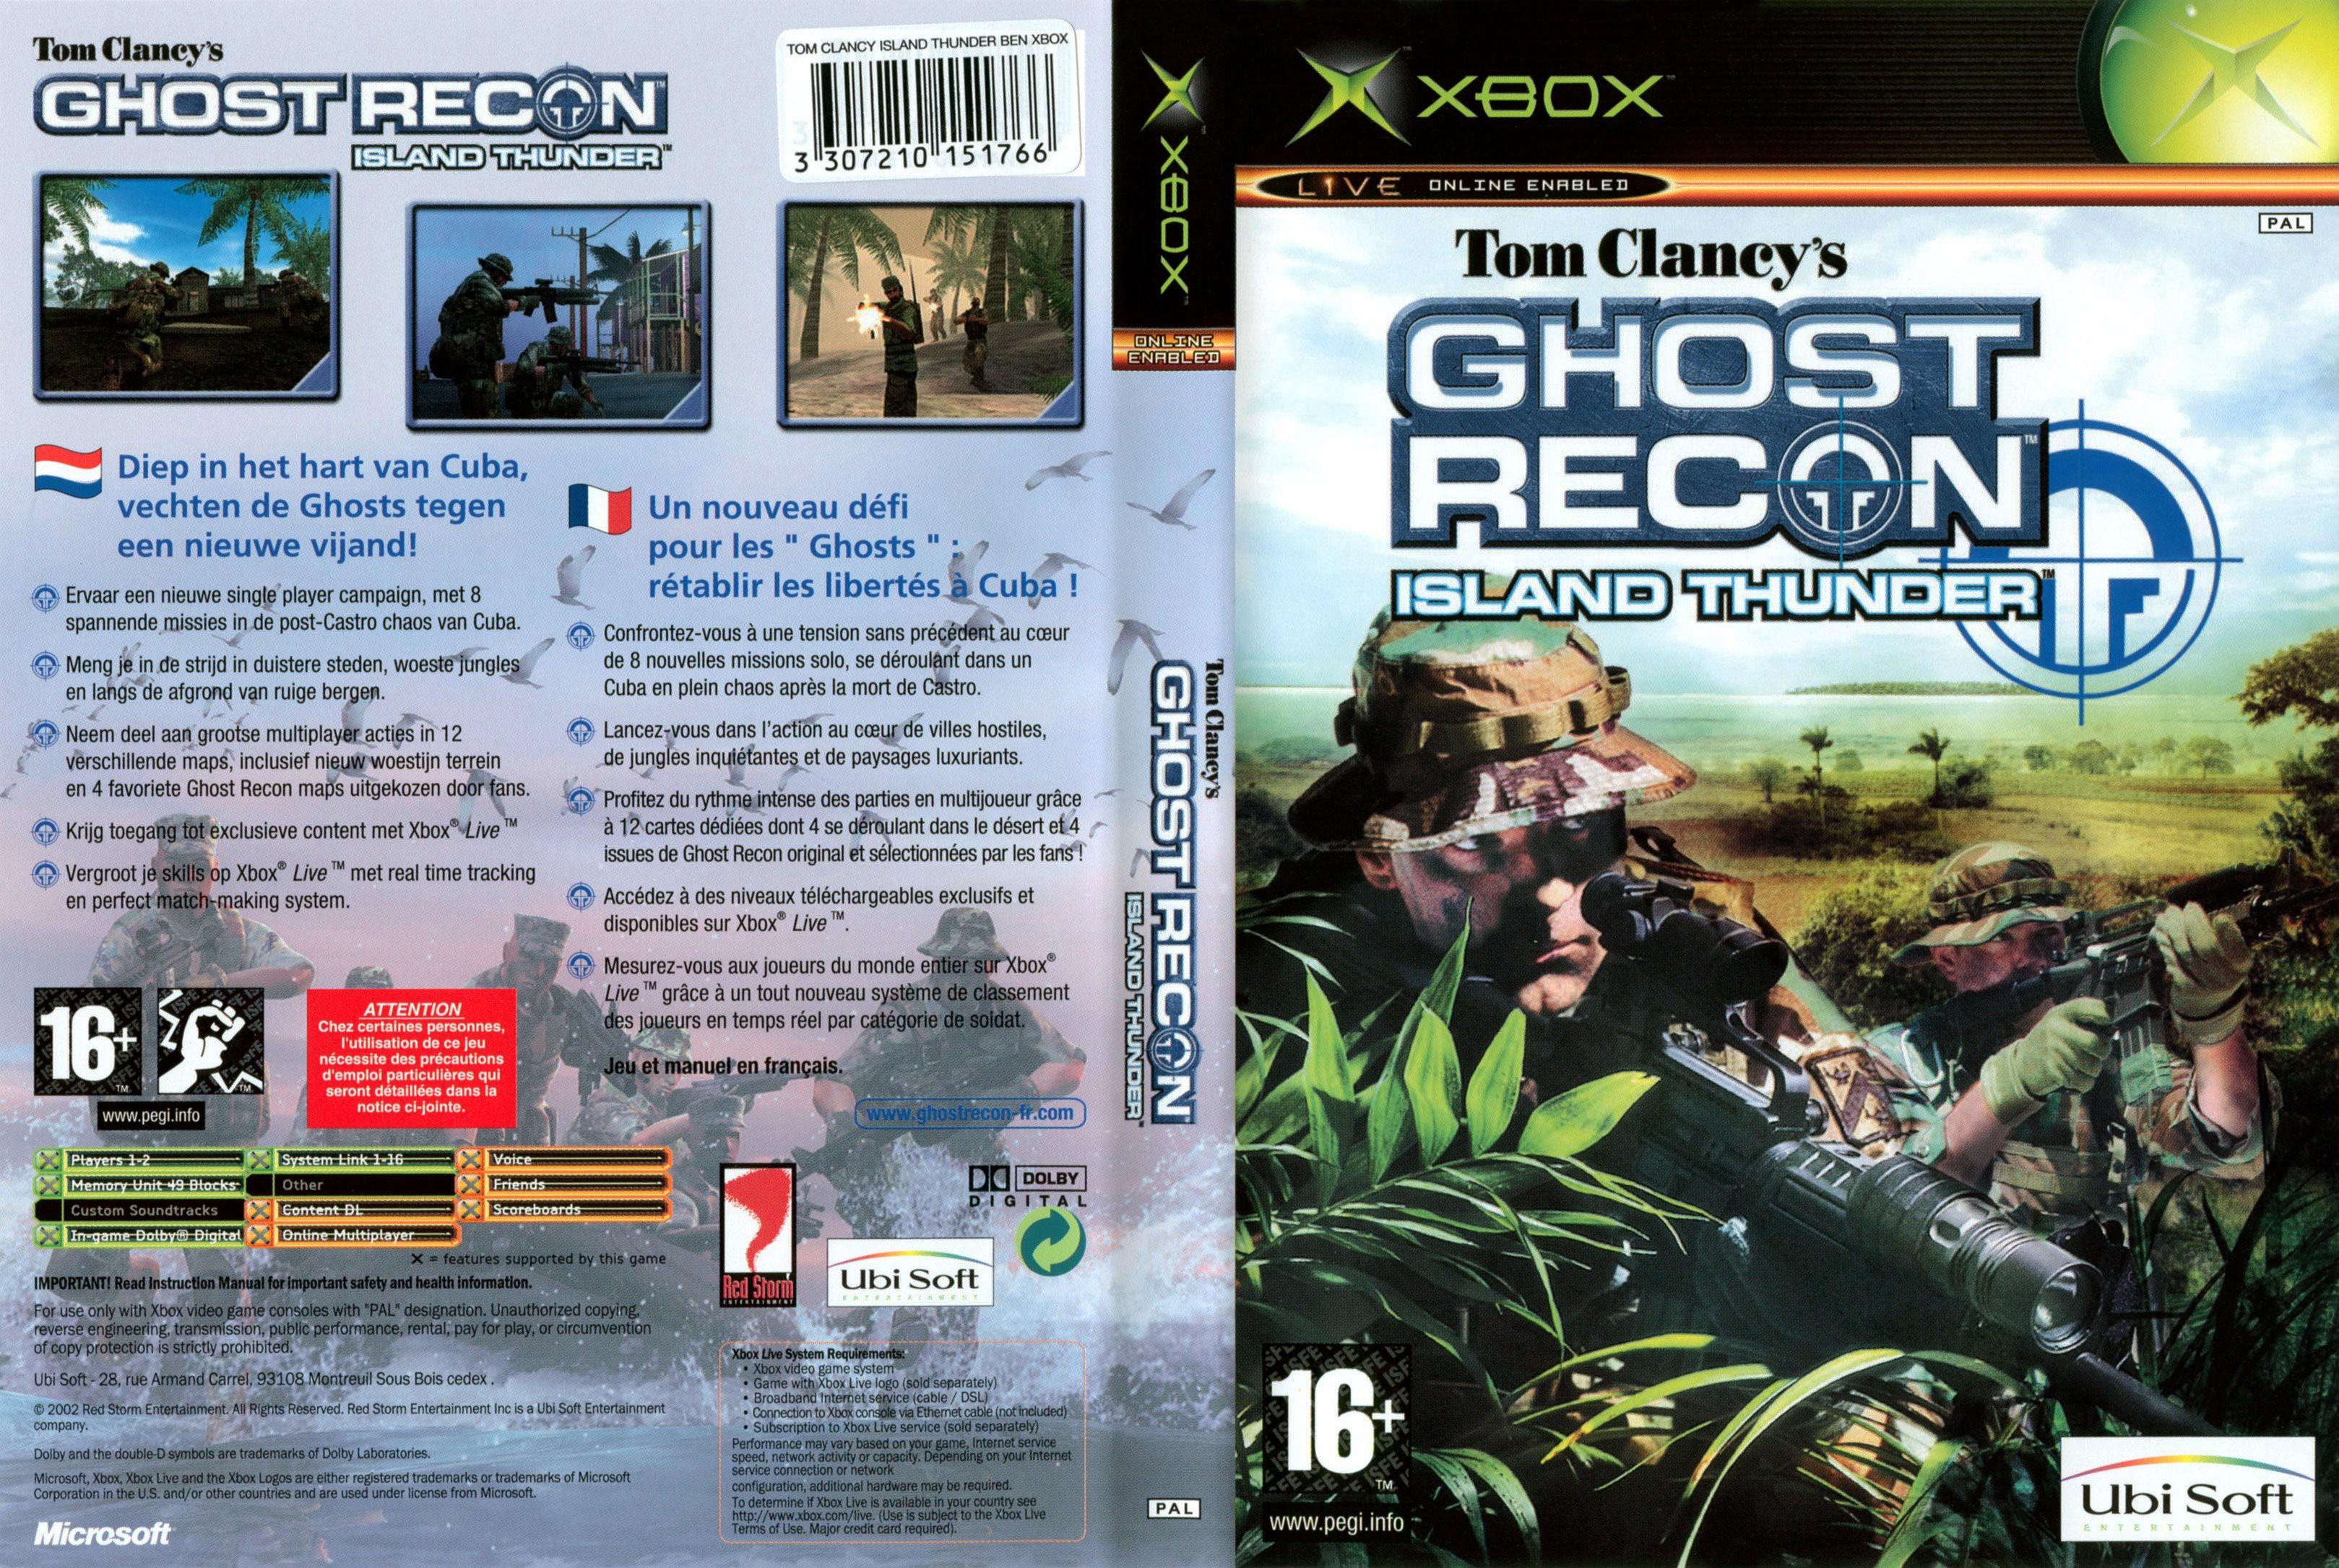 Tom Clancy's
GHOST RECON™
ISLAND THUNDER™
TOM CLANCY ISLAND THUNDER BEN XBOX
3 307210 151766
Diep in het hart van Cuba,
vechten de Ghosts tegen
een nieuwe vijand!
Ervaar een nieuwe single player campaign, met 8
spannende missies in de post-Castro chaos van Cuba.
Meng je in de strijd in duistere steden, woeste jungles
en langs de afgrond van ruige bergen.
Neem deel aan grootse multiplayer acties in 12
verschillende maps, inclusief nieuw woestijn terrein
en 4 favoriete Ghost Recon maps uitgekozen door fans.
Krijg toegang tot exclusieve content met Xbox® Live™
Vergroot je skills op Xbox® Live™ met real time tracking
en perfect match-making system.
Un nouveau défi
pour les " Ghosts " :
rétablir les libertés à Cuba !
Confrontez-vous à une tension sans précédent au cœur
de 8 nouvelles missions solo, se déroulant dans un
Cuba en plein chaos après la mort de Castro.
Lancez-vous dans l'action au cœur de villes hostiles,
de jungles inquiétantes et de paysages luxuriants.
Profitez du rythme intense des parties en multijoueur grâce
à 12 cartes dédiées dont 4 se déroulant dans le désert et 4
issues de Ghost Recon original et sélectionnées par les fans !
Accédez à des niveaux téléchargeables exclusifs et
disponibles sur Xbox® Live™.
Mesurez-vous aux joueurs du monde entier sur Xbox®
Live™ grâce à un tout nouveau système de classement
des joueurs en temps réel par catégorie de soldat.
Jeu et manuel en français.
www.ghostrecon-fr.com
16+™
™
www.pegi.info
ATTENTION
Chez certaines personnes,
l'utilisation de ce jeu
nécessite des précautions
d'emploi particulières qui
seront détaillées dans la
notice ci-jointe.
Players 1-2
System Link 1-16
Voice
Memory Unit 49 Blocks
Other
Friends
Custom Soundtracks
Content DL
Scoreboards
In-game Dolby® Digital
Online Multiplayer
X = features supported by this game
IMPORTANT! Read Instruction Manual for important safety and health information.
For use only with Xbox video game consoles with "PAL" designation. Unauthorized copying,
reverse engineering, transmission, public performance, rental, pay for play, or circumvention
of copy protection is strictly prohibited.
Ubi Soft - 28, rue Armand Carrel, 93108 Montreuil Sous Bois cedex .
© 2002 Red Storm Entertainment. All Rights Reserved. Red Storm Entertainment Inc is a Ubi Soft Entertainment
company.
Dolby and the double-D symbols are trademarks of Dolby Laboratories.
Microsoft, Xbox, Xbox Live and the Xbox Logos are either registered trademarks or trademarks of Microsoft
Corporation in the U.S. and/or other countries and are used under license from Microsoft.
Microsoft
Red Storm
ENTERTAINMENT
Ubi Soft
ENTERTAINMENT
DOLBY
DIGITAL
Xbox Live System Requirements:
• Xbox video game system
• Game with Xbox Live logo (sold separately)
• Broadband Internet service (cable / DSL)
• Connection to Xbox console via Ethernet cable (not included)
• Subscription to Xbox Live service (sold separately)
Performance may vary based on your game, Internet service
speed, network activity or capacity. Depending on your Internet
service connection or network
configuration, additional hardware may be required.
To determine if Xbox Live is available in your country see
http://www.xbox.com/live. (Use is subject to the Xbox Live
Terms of Use. Major credit card required).
XBOX™
ONLINE
ENABLED
Tom Clancy's
GHOST RECON
ISLAND THUNDER™
PAL
XBOX™
LIVE ONLINE ENABLED
PAL
Tom Clancy's
GHOST
RECON™
ISLAND THUNDER™
16+™
www.pegi.info
Ubi Soft
ENTERTAINMENT